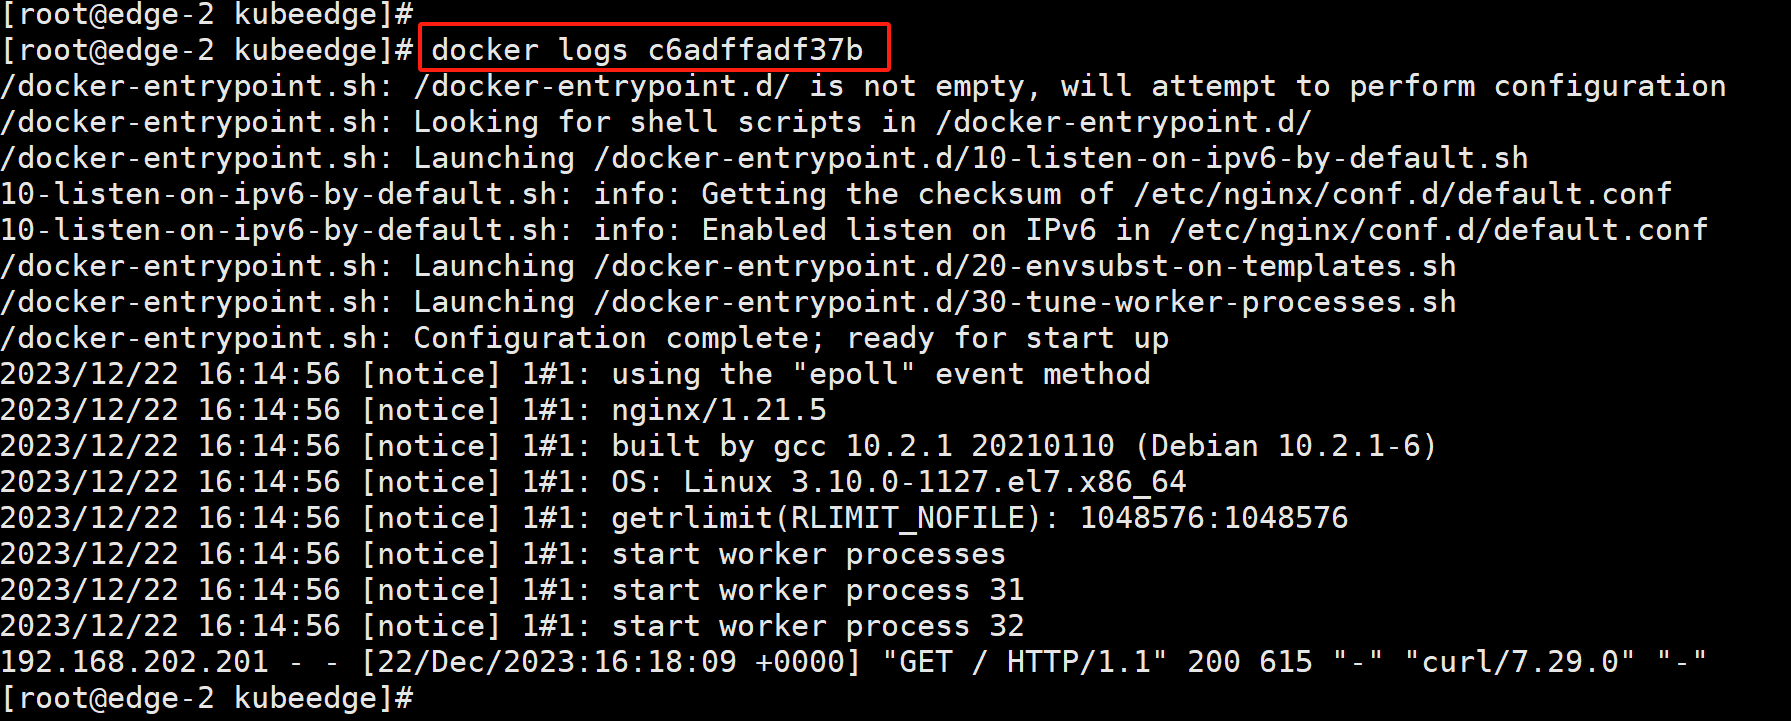 [root@edge-2 kubeedge]#
[root@edge-2 kubeedge]# docker logs c6adffadf37b
/docker-entrypoint.sh: /docker-entrypoint.d/ is not empty, will attempt to perform configuration
/docker-entrypoint.sh: Looking for shell scripts in /docker-entrypoint.d/
/docker-entrypoint.sh: Launching /docker-entrypoint.d/10-listen-on-ipv6-by-default.sh
10-listen-on-ipv6-by-default.sh: info: Getting the checksum of /etc/nginx/conf.d/default.conf
10-listen-on-ipv6-by-default.sh: info: Enabled listen on IPv6 in /etc/nginx/conf.d/default.conf
/docker-entrypoint.sh: Launching /docker-entrypoint.d/20-envsubst-on-templates.sh
/docker-entrypoint.sh: Launching /docker-entrypoint.d/30-tune-worker-processes.sh
/docker-entrypoint.sh: Configuration complete; ready for start up
2023/12/22 16:14:56 [notice] 1#1: using the "epoll" event method
2023/12/22 16:14:56 [notice] 1#1: nginx/1.21.5
2023/12/22 16:14:56 [notice] 1#1: built by gcc 10.2.1 20210110 (Debian 10.2.1-6)
2023/12/22 16:14:56 [notice] 1#1: OS: Linux 3.10.0-1127.el7.x86_64
2023/12/22 16:14:56 [notice] 1#1: getrlimit(RLIMIT_NOFILE): 1048576:1048576
2023/12/22 16:14:56 [notice] 1#1: start worker processes
2023/12/22 16:14:56 [notice] 1#1: start worker process 31
2023/12/22 16:14:56 [notice] 1#1: start worker process 32
192.168.202.201 - - [22/Dec/2023:16:18:09 +0000] "GET / HTTP/1.1" 200 615 "-" "curl/7.29.0" "-"
[root@edge-2 kubeedge]#